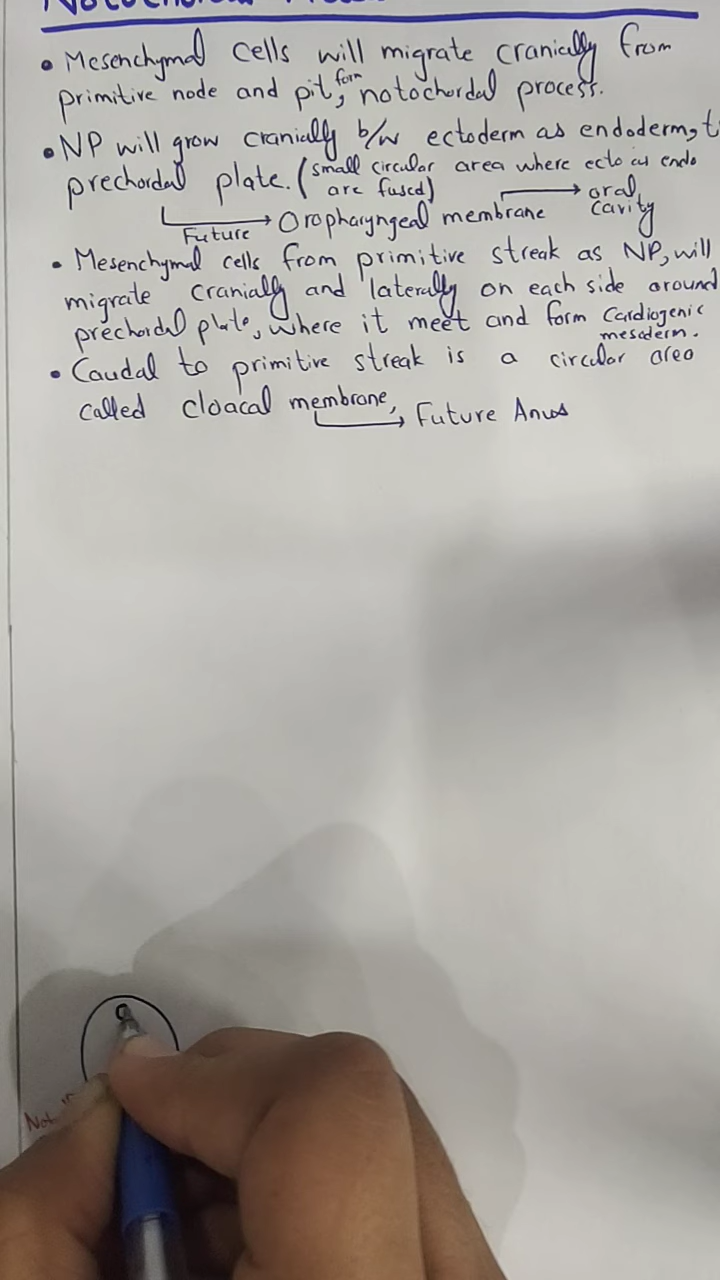 Notochordal
• Mesenchymal cells will migrate cranially from
primitive node and pit, form notochordal process.
• NP will grow cranially b/w ectoderm as endoderm, t
prechordal plate. (small circular area where ecto as endo
are fused)
Future → Oropharyngeal membrane → oral
cavity
• Mesenchymal cells from primitive streak as NP, will
migrate cranially and laterally on each side around
prechordal plate, where it meet and form Cardiogenic
mesoderm.
• Caudal to primitive streak is a circular area
called cloacal membrane,
→ Future Anus
Not